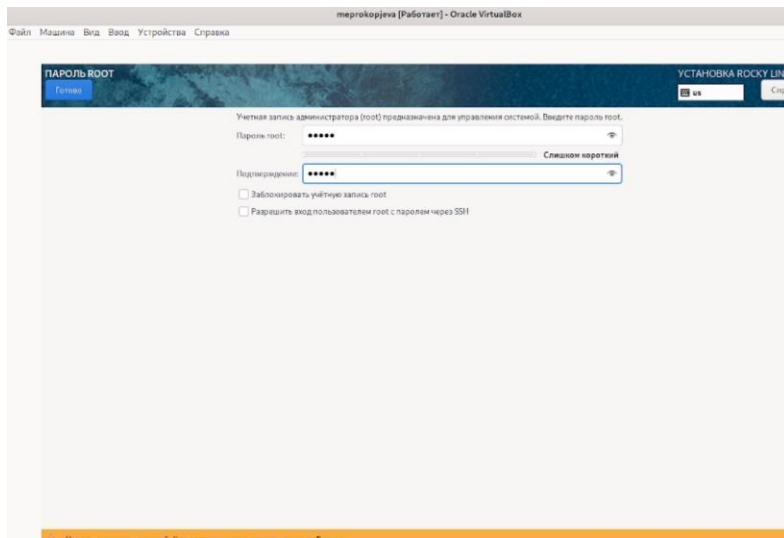 meprokopjeva [Работает] - Oracle VirtualBox
Файл Машина Вид Ввод Устройства Справка
ПАРОЛЬ ROOT
УСТАНОВКА ROCKY LIN
Готово
us
Учетная запись администратора (root) предназначена для управления системой. Введите пароль root.
Пароль root: •••••
Слишком короткий
Подтверждение: •••••
Заблокировать учётную запись root
Разрешить вход пользователем root с паролем через SSH